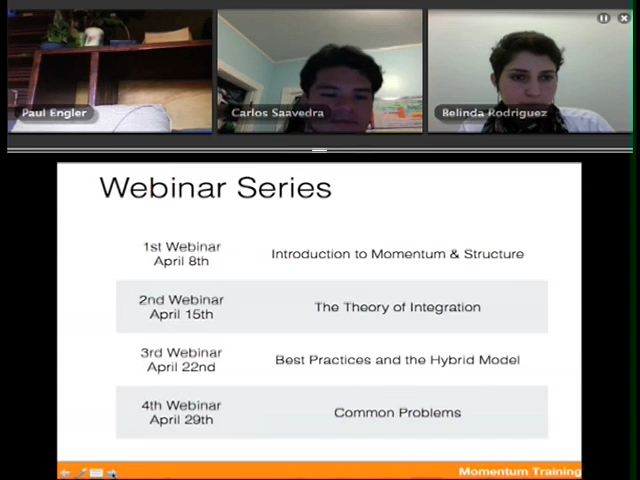 Paul Engler
Carlos Saavedra
Belinda Rodriguez
Webinar Series
1st Webinar
April 8th
Introduction to Momentum & Structure
2nd Webinar
April 15th
The Theory of Integration
3rd Webinar
April 22nd
Best Practices and the Hybrid Model
4th Webinar
April 29th
Common Problems
Momentum Training